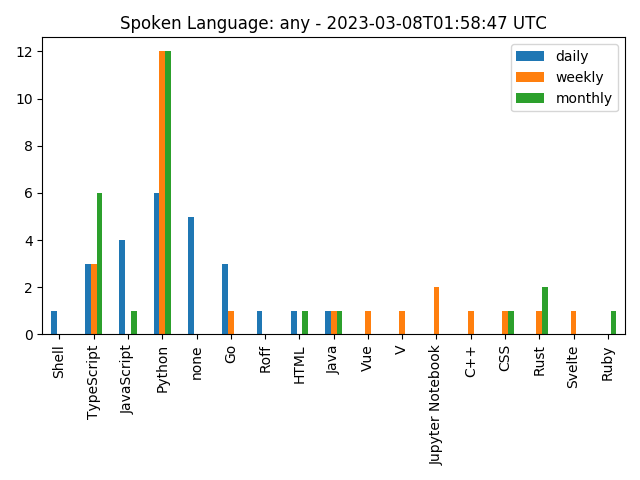 Spoken Language: any - 2023-03-08T01:58:47 UTC
daily
weekly
monthly
12
10
8
6
4
2
0
Shell
TypeScript
JavaScript
Python
none
Go
Roff
HTML
Java
Vue
V
Jupyter Notebook
C++
CSS
Rust
Svelte
Ruby